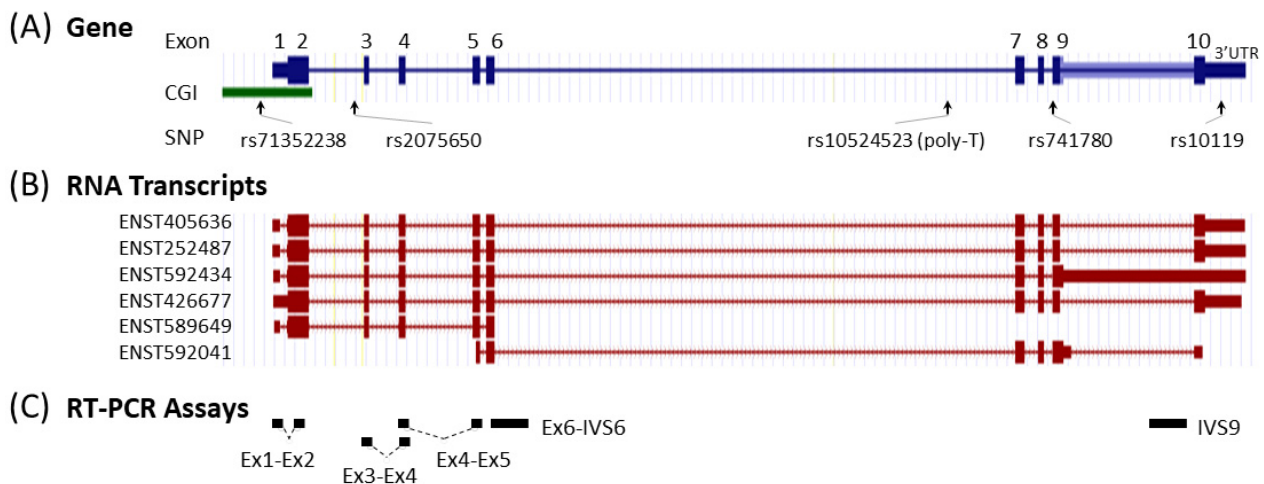 (A) Gene
Exon 1 2 3 4 5 6 7 8 9 10 3'UTR
CGI
SNP rs71352238 rs2075650 rs10524523 (poly-T) rs741780 rs10119
(B) RNA Transcripts
ENST405636
ENST252487
ENST592434
ENST426677
ENST589649
ENST592041
(C) RT-PCR Assays
Ex6-IVS6 IVS9
Ex1-Ex2 Ex4-Ex5
Ex3-Ex4